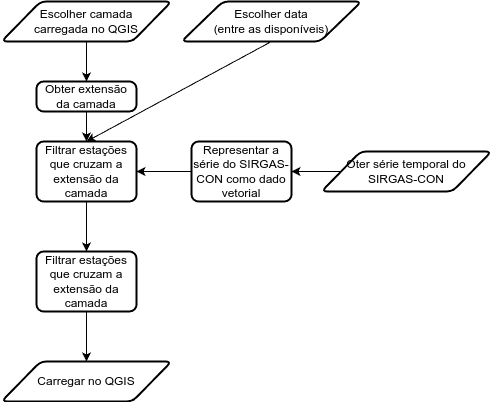 Escolher camada
carregada no QGIS
Escolher data
(entre as disponíveis)
Obter extensão
da camada
Filtrar estações
que cruzam a
extensão da
camada
Representar a
série do SIRGAS-
CON como dado
vetorial
Oter série temporal do
SIRGAS-CON
Filtrar estações
que cruzam a
extensão da
camada
Carregar no QGIS